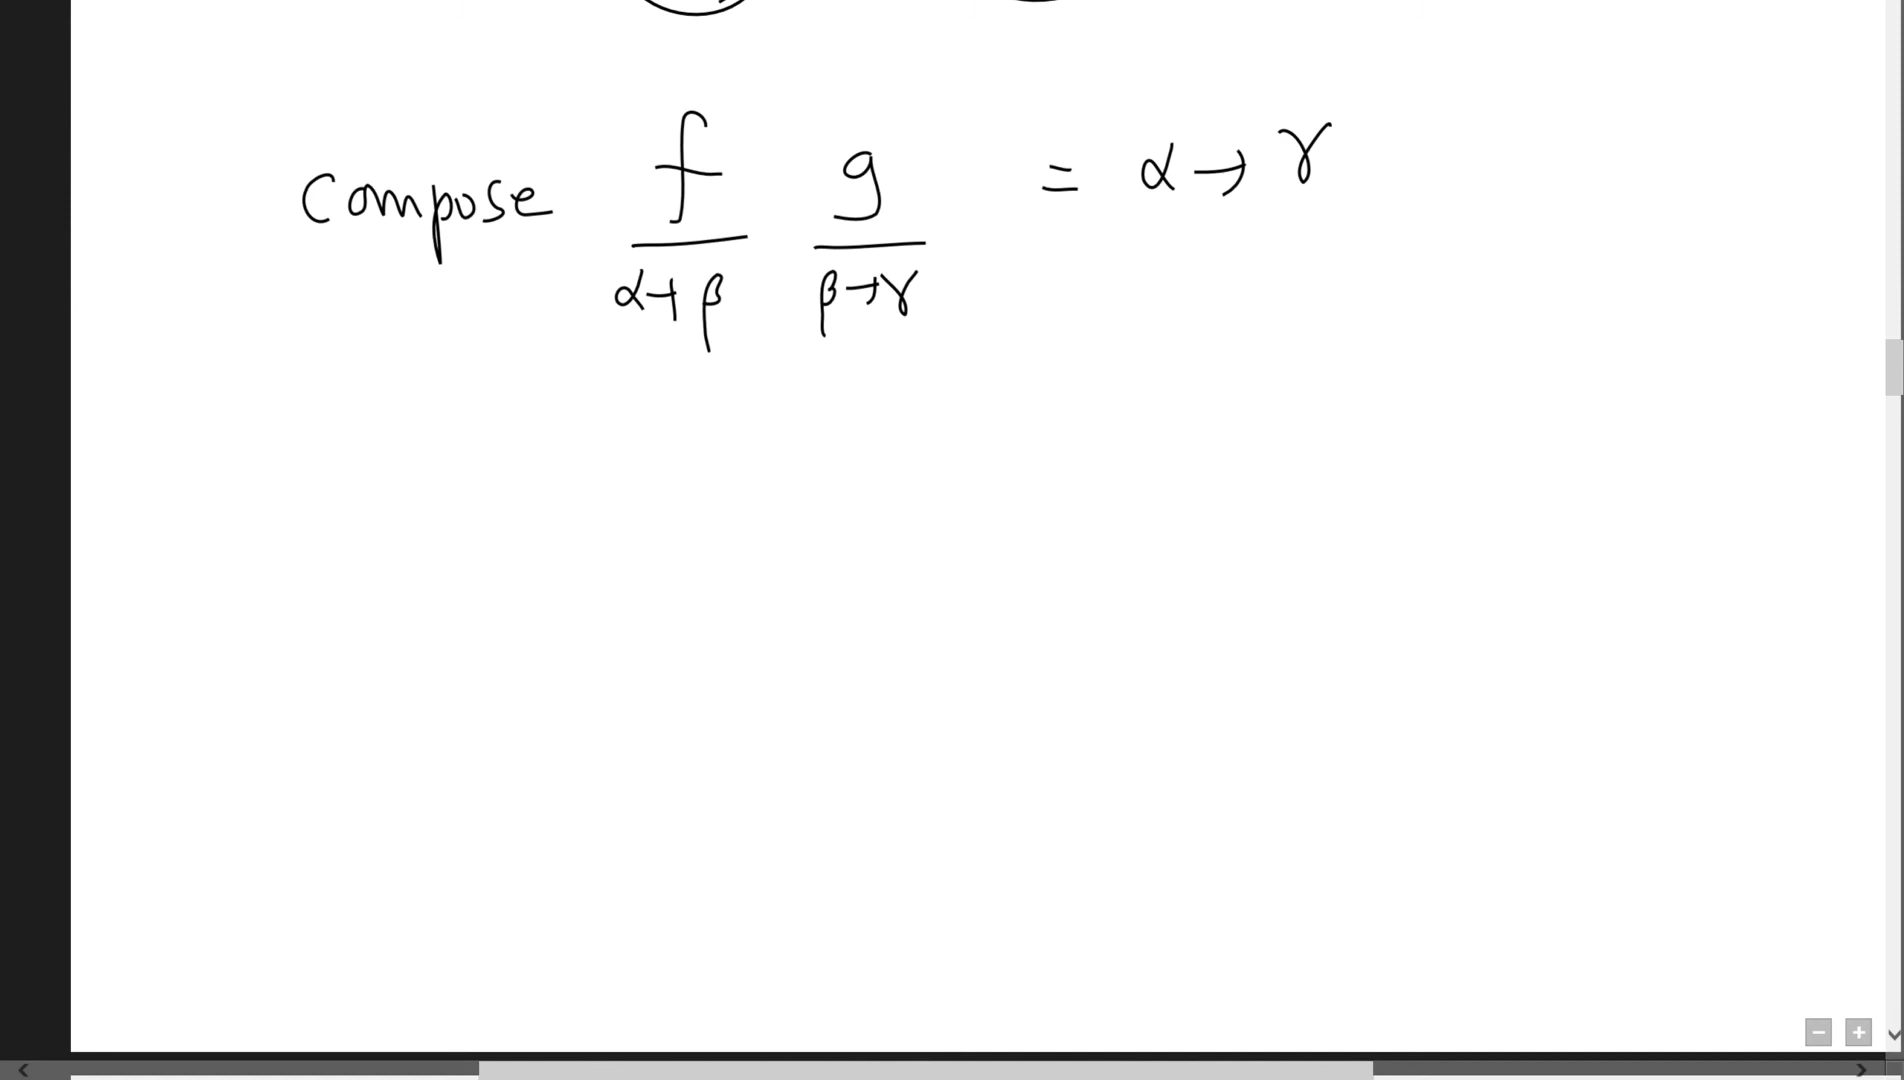 compose f g = α → γ
α → β β → γ